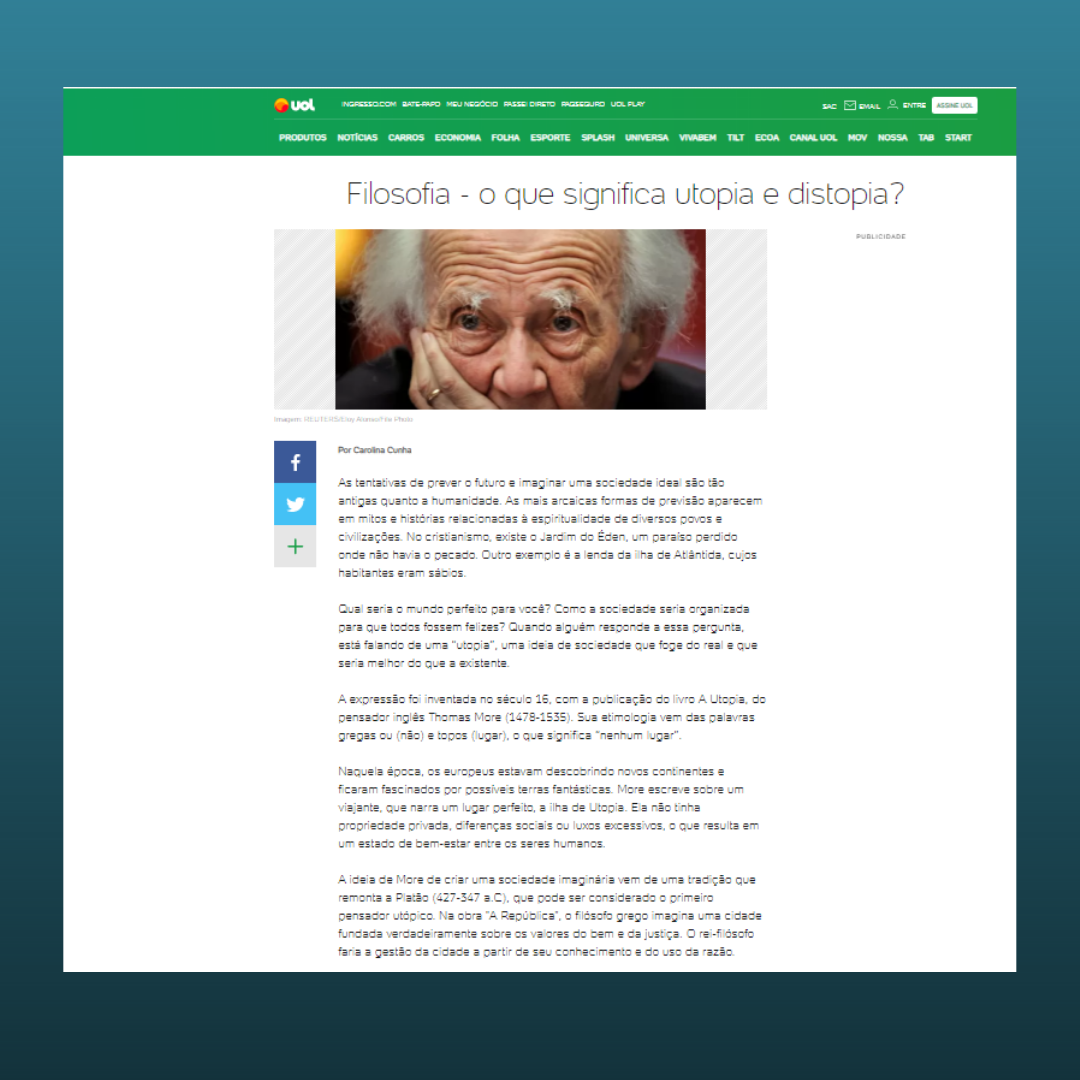 uol INGRESSO.COM BATE-PAPO MEU NEGÓCIO PASSEI DIRETO PAGSEGURO UOL PLAY SAC EMAIL ENTRE ASSINE UOL
PRODUTOS NOTÍCIAS CARROS ECONOMIA FOLHA ESPORTE SPLASH UNIVERSA VIVABEM TILT ECOA CANAL UOL MOV NOSSA TAB START
Filosofia - o que significa utopia e distopia?
PUBLICIDADE
Imagem: REUTERS/Eloy Alonso/File Photo
Por Carolina Cunha
As tentativas de prever o futuro e imaginar uma sociedade ideal são tão
antigas quanto a humanidade. As mais arcaicas formas de previsão aparecem
em mitos e histórias relacionadas à espiritualidade de diversos povos e
civilizações. No cristianismo, existe o Jardim do Éden, um paraíso perdido
onde não havia o pecado. Outro exemplo é a lenda da ilha de Atlântida, cujos
habitantes eram sábios.
Qual seria o mundo perfeito para você? Como a sociedade seria organizada
para que todos fossem felizes? Quando alguém responde a essa pergunta,
está falando de uma "utopia", uma ideia de sociedade que foge do real e que
seria melhor do que a existente.
A expressão foi inventada no século 16, com a publicação do livro A Utopia, do
pensador inglês Thomas More (1478-1535). Sua etimologia vem das palavras
gregas ou (não) e topos (lugar), o que significa "nenhum lugar".
Naquela época, os europeus estavam descobrindo novos continentes e
ficaram fascinados por possíveis terras fantásticas. More escreve sobre um
viajante, que narra um lugar perfeito, a ilha de Utopia. Ela não tinha
propriedade privada, diferenças sociais ou luxos excessivos, o que resulta em
um estado de bem-estar entre os seres humanos.
A ideia de More de criar uma sociedade imaginária vem de uma tradição que
remonta a Platão (427-347 a.C), que pode ser considerado o primeiro
pensador utópico. Na obra "A República", o filósofo grego imagina uma cidade
fundada verdadeiramente sobre os valores do bem e da justiça. O rei-filósofo
faria a gestão da cidade a partir de seu conhecimento e do uso da razão.